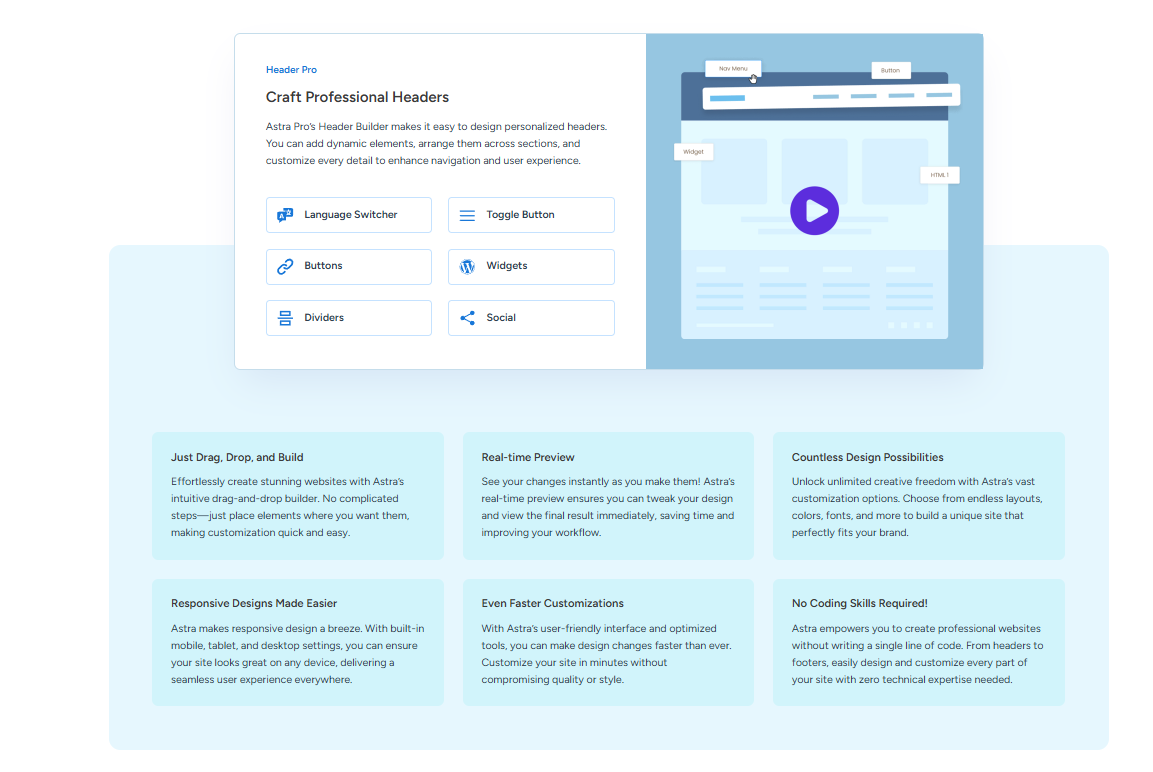 Header Pro
Craft Professional Headers
Astra Pro's Header Builder makes it easy to design personalized headers.
You can add dynamic elements, arrange them across sections, and
customize every detail to enhance navigation and user experience.
Language Switcher
Toggle Button
Buttons
Widgets
Dividers
Social
Nav Menu
Button
Widget
HTML 1
Just Drag, Drop, and Build
Effortlessly create stunning websites with Astra's
intuitive drag-and-drop builder. No complicated
steps—just place elements where you want them,
making customization quick and easy.
Real-time Preview
See your changes instantly as you make them! Astra's
real-time preview ensures you can tweak your design
and view the final result immediately, saving time and
improving your workflow.
Countless Design Possibilities
Unlock unlimited creative freedom with Astra's vast
customization options. Choose from endless layouts,
colors, fonts, and more to build a unique site that
perfectly fits your brand.
Responsive Designs Made Easier
Astra makes responsive design a breeze. With built-in
mobile, tablet, and desktop settings, you can ensure
your site looks great on any device, delivering a
seamless user experience everywhere.
Even Faster Customizations
With Astra's user-friendly interface and optimized
tools, you can make design changes faster than ever.
Customize your site in minutes without
compromising quality or style.
No Coding Skills Required!
Astra empowers you to create professional websites
without writing a single line of code. From headers to
footers, easily design and customize every part of
your site with zero technical expertise needed.